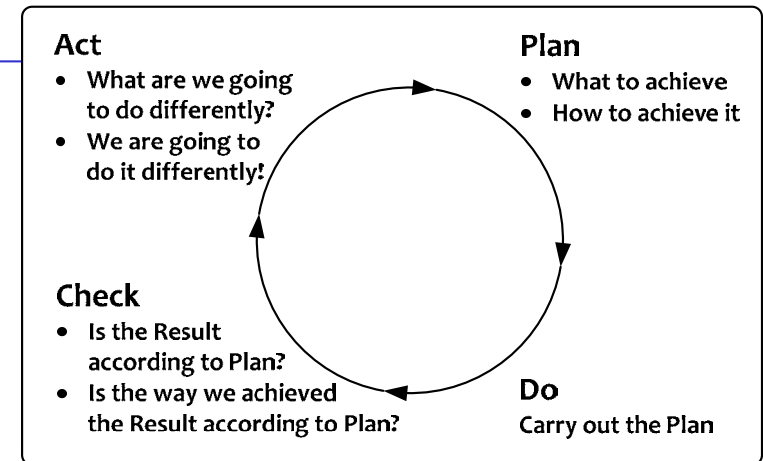 Act
• What are we going
to do differently?
• We are going to
do it differently!
Plan
• What to achieve
• How to achieve it
Check
• Is the Result
according to Plan?
• Is the way we achieved
the Result according to Plan?
Do
Carry out the Plan